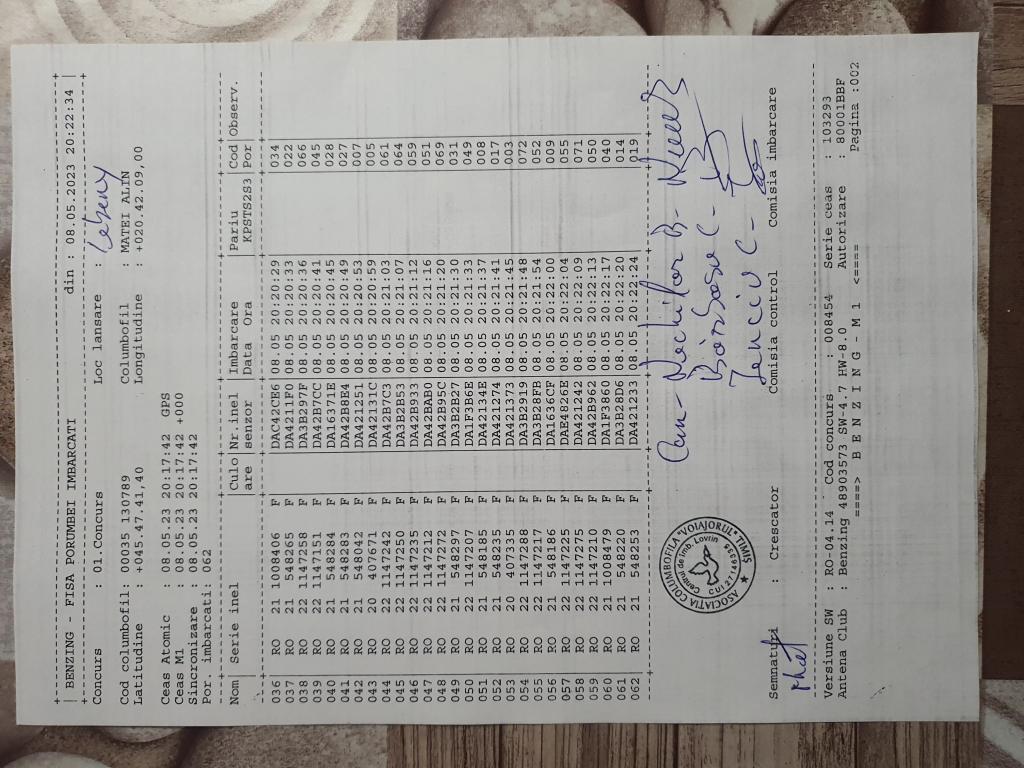 | BENZING - FISA PORUMBEI IMBARCATI din : 08.05.2023 20:22:34 |
Concurs : 01.Concurs Loc lansare : Lebeny
Cod columbofil: 00035 130789 Columbofil : MATEI ALIN
Latitudine : +045.47.41,40 Longitudine : +020.42.09,00
Ceas Atomic : 08.05.23 20:17:42 GPS
Ceas M1 : 08.05.23 20:17:42 +000
Sincronizare : 08.05.23 20:17:42
Por. imbarcati: 062
Nom| Serie inel |Culo|Nr.inel |Imbarcare |Pariu |Cod|Observ.
| |are |senzor |Data Ora |KPSTS2S3|Por|
036 RO 21 1008406 F DAC42CE6 08.05 20:20:29 034
037 RO 21 548265 F DA4211F0 08.05 20:20:33 022
038 RO 22 1147258 F DA3B297F 08.05 20:20:36 066
039 RO 22 1147151 F DA42B7CC 08.05 20:20:41 045
040 RO 21 548284 F DA16371E 08.05 20:20:45 028
041 RO 21 548283 F DA42B8E4 08.05 20:20:49 027
042 RO 21 548042 F DA421251 08.05 20:20:53 007
043 RO 20 407671 F DA42131C 08.05 20:20:59 005
044 RO 22 1147242 F DA42B7C3 08.05 20:21:03 061
045 RO 22 1147250 F DA3B2B53 08.05 20:21:07 064
046 RO 22 1147235 F DA42B933 08.05 20:21:12 059
047 RO 22 1147212 F DA42BAB0 08.05 20:21:16 051
048 RO 22 1147272 F DA42B95C 08.05 20:21:20 069
049 RO 21 548297 F DA3B2B27 08.05 20:21:30 031
050 RO 22 1147207 F DA1F3B6E 08.05 20:21:33 049
051 RO 21 548185 F DA42134E 08.05 20:21:37 008
052 RO 21 548235 F DA421274 08.05 20:21:41 017
053 RO 20 407335 F DA421373 08.05 20:21:45 003
054 RO 22 1147288 F DA3B2919 08.05 20:21:48 072
055 RO 22 1147217 F DA3B28FB 08.05 20:21:54 052
056 RO 21 548186 F DA1636CF 08.05 20:22:00 009
057 RO 22 1147225 F DAE4826E 08.05 20:22:04 055
058 RO 22 1147275 F DA421242 08.05 20:22:09 071
059 RO 22 1147210 F DA42B962 08.05 20:22:13 050
060 RO 21 1008479 F DA1F3860 08.05 20:22:17 040
061 RO 21 548220 F DA3B28D6 08.05 20:22:20 014
062 RO 21 548253 F DA421233 08.05 20:22:24 019
ASOCIAȚIA COLUMBOFILĂ "VOIAJORUL" TIMIȘ
Centrul de Imb. Lovrin
Semnaturi : Crescator Comisia control Comisia imbarcare
Versiune SW : RO-04.14 Cod concurs : 008454 Serie ceas : 103293
Antena Club : Benzing 48903573 SW-4.7 HW-8.0 Autorizare : 80001BBF
====> B E N Z I N G - M 1 <==== Pagina :002